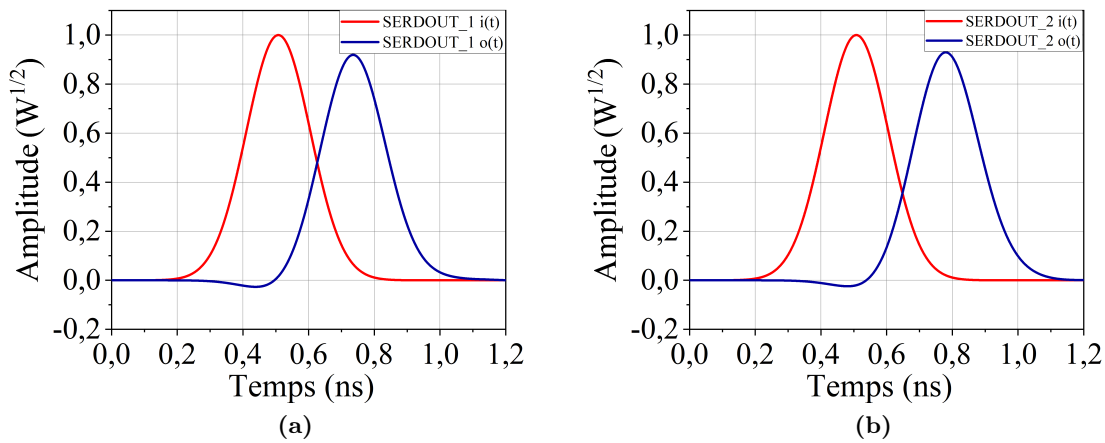 SERDOUT_1 i(t)
SERDOUT_1 o(t)
Amplitude (W^{1/2})
1,0
0,8
0,6
0,4
0,2
0,0
-0,2
0,0 0,2 0,4 0,6 0,8 1,0 1,2
Temps (ns)
(a)
SERDOUT_2 i(t)
SERDOUT_2 o(t)
Amplitude (W^{1/2})
1,0
0,8
0,6
0,4
0,2
0,0
-0,2
0,0 0,2 0,4 0,6 0,8 1,0 1,2
Temps (ns)
(b)